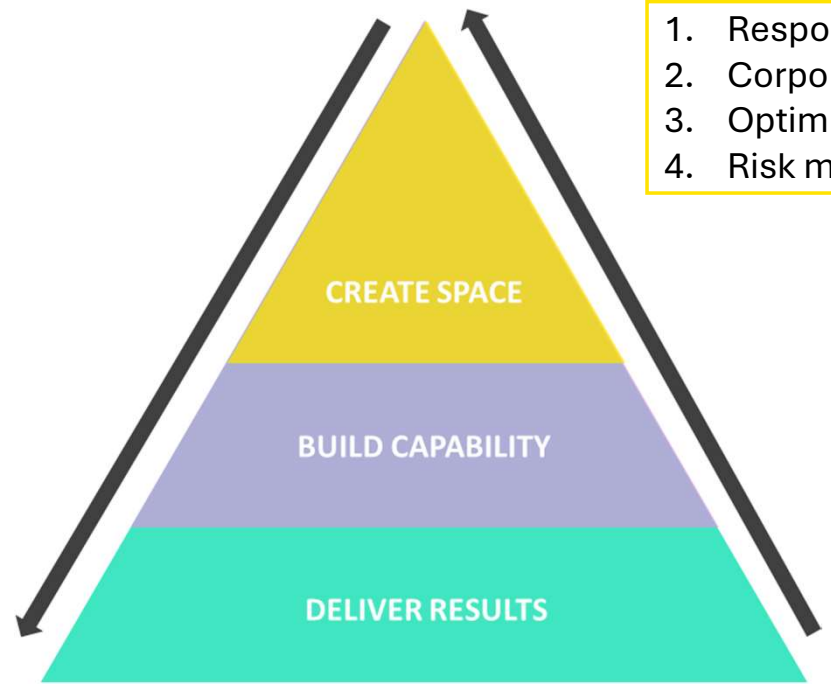 1. Respo
2. Corpo
3. Optim
4. Risk m
CREATE SPACE
BUILD CAPABILITY
DELIVER RESULTS